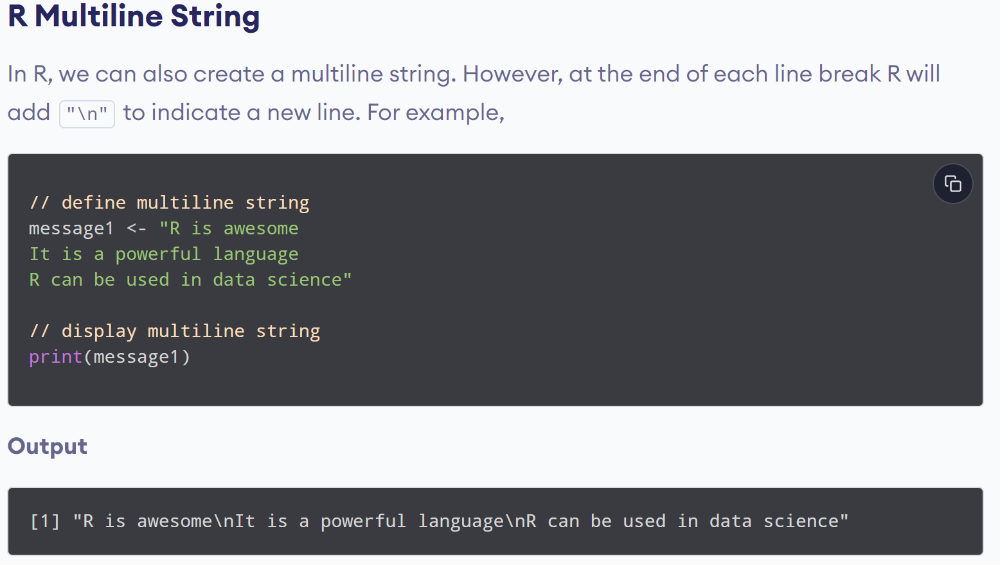 R Multiline String
In R, we can also create a multiline string. However, at the end of each line break R will
add "\n" to indicate a new line. For example,
// define multiline string
message1 <- "R is awesome
It is a powerful language
R can be used in data science"
// display multiline string
print(message1)
Output
[1] "R is awesome\nIt is a powerful language\nR can be used in data science"